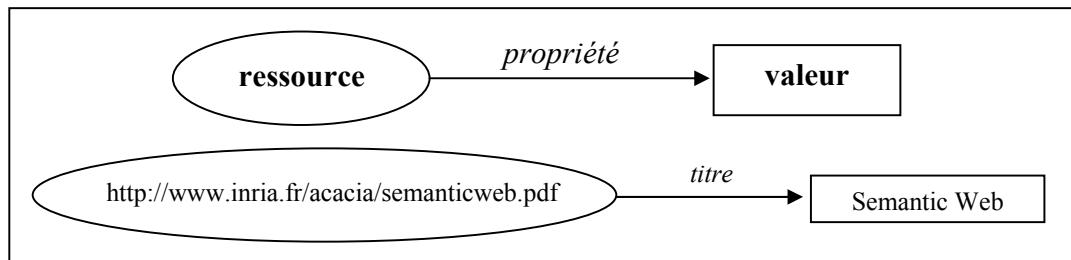 ressource propriété valeur
http://www.inria.fr/acacia/semanticweb.pdf titre Semantic Web